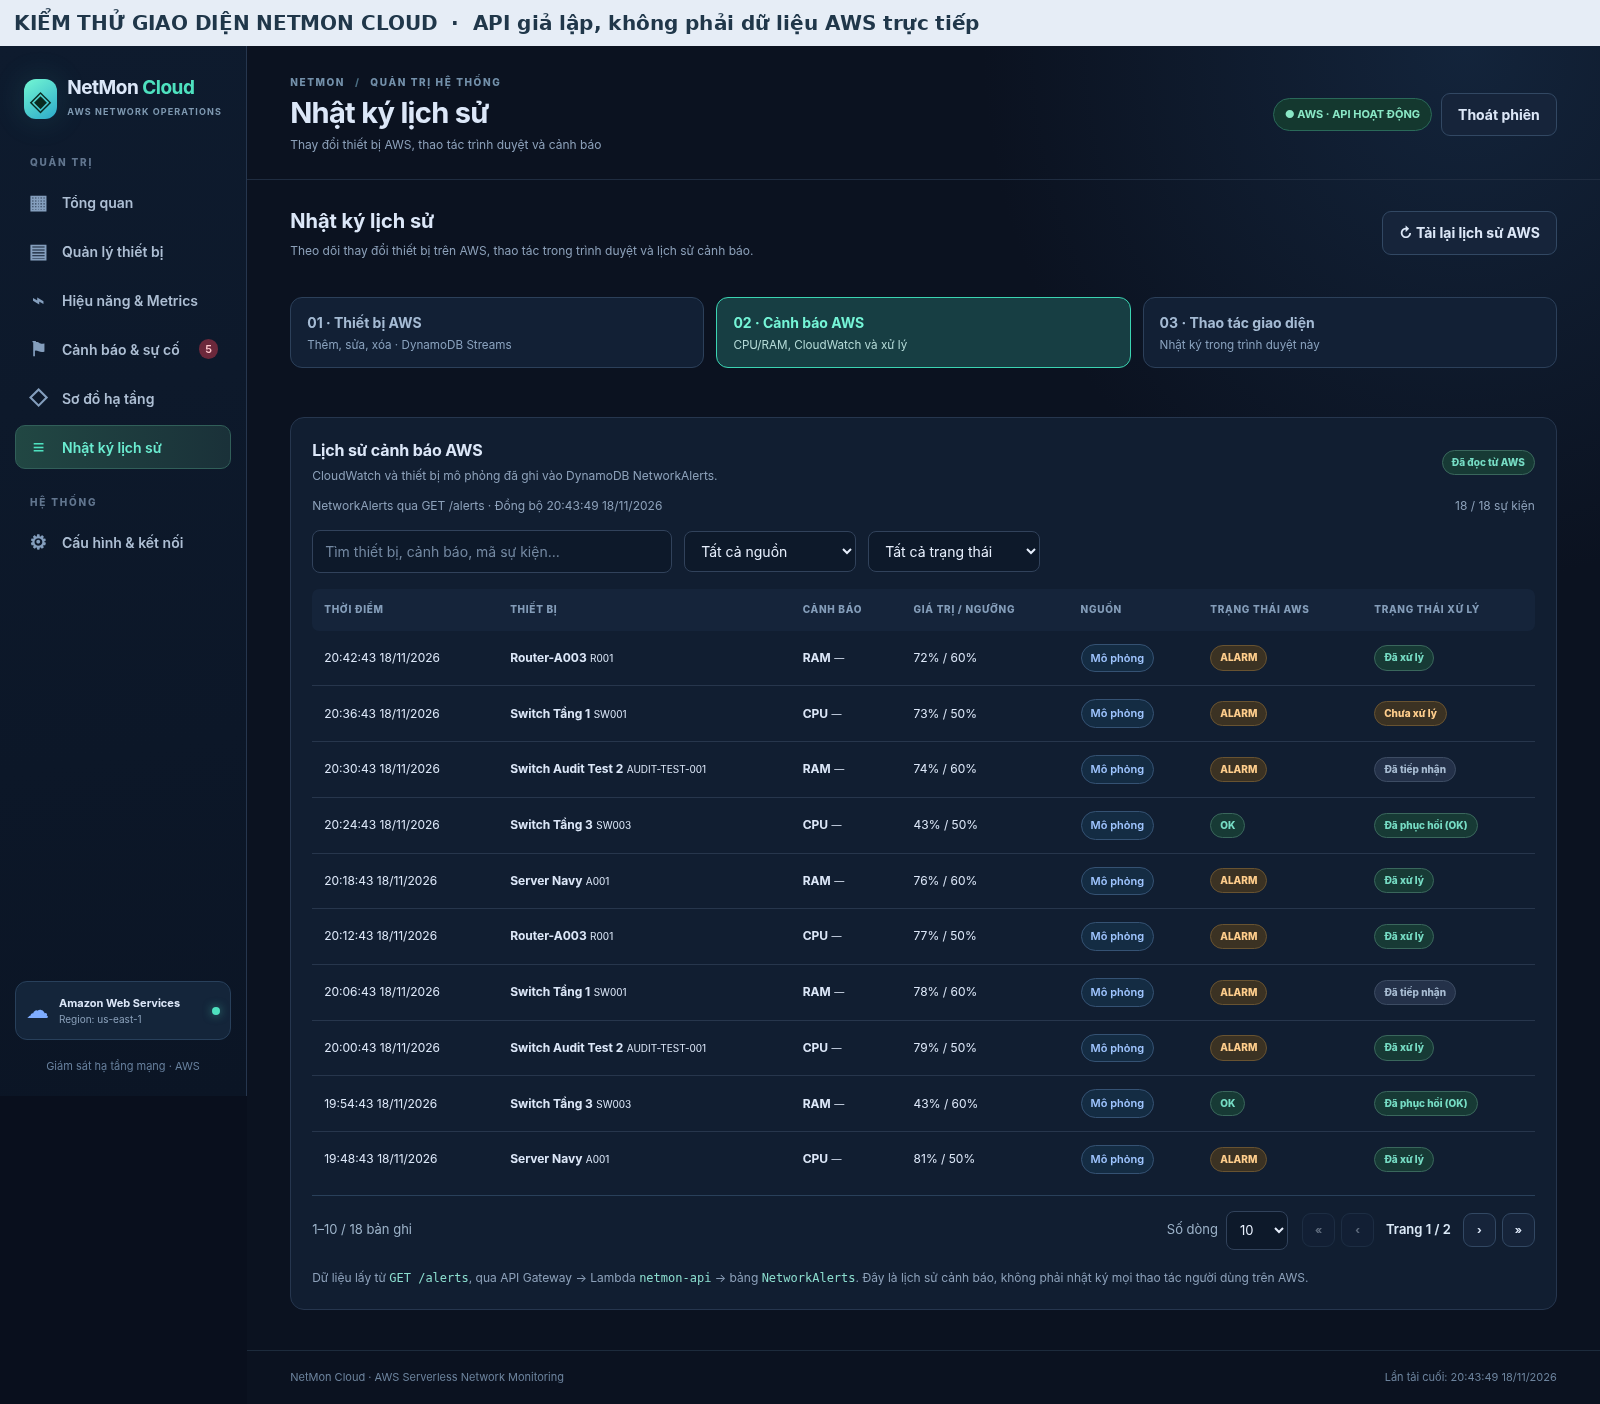 KIỂM THỬ GIAO DIỆN NETMON CLOUD · API giả lập, không phải dữ liệu AWS trực tiếp
NetMon Cloud
AWS NETWORK OPERATIONS
QUẢN TRỊ
Tổng quan
Quản lý thiết bị
Hiệu năng & Metrics
Cảnh báo & sự cố 5
Sơ đồ hạ tầng
Nhật ký lịch sử
HỆ THỐNG
Cấu hình & kết nối
Amazon Web Services
Region: us-east-1
Giám sát hạ tầng mạng · AWS
NETMON / QUẢN TRỊ HỆ THỐNG
Nhật ký lịch sử
Thay đổi thiết bị AWS, thao tác trình duyệt và cảnh báo
AWS · API HOẠT ĐỘNG
Thoát phiên
Nhật ký lịch sử
Theo dõi thay đổi thiết bị trên AWS, thao tác trong trình duyệt và lịch sử cảnh báo.
↻ Tải lại lịch sử AWS
01 · Thiết bị AWS
Thêm, sửa, xóa · DynamoDB Streams
02 · Cảnh báo AWS
CPU/RAM, CloudWatch và xử lý
03 · Thao tác giao diện
Nhật ký trong trình duyệt này
Lịch sử cảnh báo AWS
CloudWatch và thiết bị mô phỏng đã ghi vào DynamoDB NetworkAlerts.
Đã đọc từ AWS
NetworkAlerts qua GET /alerts · Đồng bộ 20:43:49 18/11/2026
18 / 18 sự kiện
Tìm thiết bị, cảnh báo, mã sự kiện...
Tất cả nguồn
Tất cả trạng thái
THỜI ĐIỂM THIẾT BỊ CẢNH BÁO GIÁ TRỊ / NGƯỠNG NGUỒN TRẠNG THÁI AWS TRẠNG THÁI XỬ LÝ
20:42:43 18/11/2026 Router-A003 R001 RAM — 72% / 60% Mô phỏng ALARM Đã xử lý
20:36:43 18/11/2026 Switch Tầng 1 SW001 CPU — 73% / 50% Mô phỏng ALARM Chưa xử lý
20:30:43 18/11/2026 Switch Audit Test 2 AUDIT-TEST-001 RAM — 74% / 60% Mô phỏng ALARM Đã tiếp nhận
20:24:43 18/11/2026 Switch Tầng 3 SW003 CPU — 43% / 50% Mô phỏng OK Đã phục hồi (OK)
20:18:43 18/11/2026 Server Navy A001 RAM — 76% / 60% Mô phỏng ALARM Đã xử lý
20:12:43 18/11/2026 Router-A003 R001 CPU — 77% / 50% Mô phỏng ALARM Đã xử lý
20:06:43 18/11/2026 Switch Tầng 1 SW001 RAM — 78% / 60% Mô phỏng ALARM Đã tiếp nhận
20:00:43 18/11/2026 Switch Audit Test 2 AUDIT-TEST-001 CPU — 79% / 50% Mô phỏng ALARM Đã xử lý
19:54:43 18/11/2026 Switch Tầng 3 SW003 RAM — 43% / 60% Mô phỏng OK Đã phục hồi (OK)
19:48:43 18/11/2026 Server Navy A001 CPU — 81% / 50% Mô phỏng ALARM Đã xử lý
1–10 / 18 bản ghi
Số dòng 10 « ‹ Trang 1 / 2 › »
Dữ liệu lấy từ GET /alerts, qua API Gateway → Lambda netmon-api → bảng NetworkAlerts. Đây là lịch sử cảnh báo, không phải nhật ký mọi thao tác người dùng trên AWS.
NetMon Cloud · AWS Serverless Network Monitoring
Lần tải cuối: 20:43:49 18/11/2026